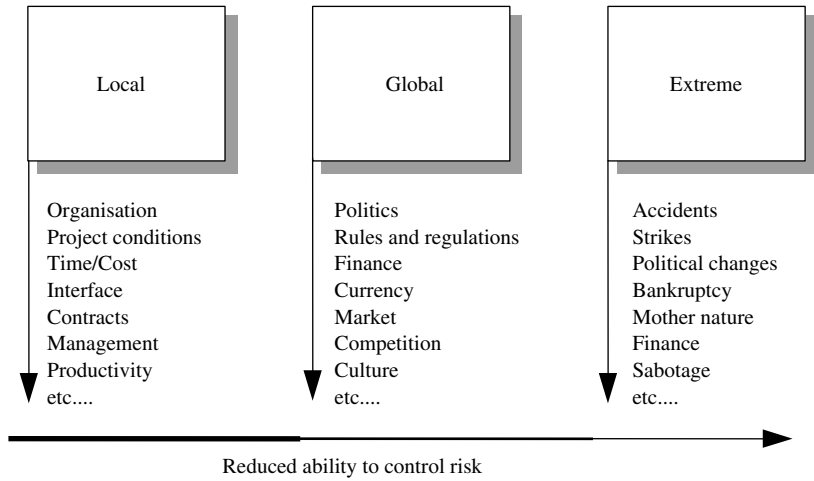 Local
Organisation
Project conditions
Time/Cost
Interface
Contracts
Management
Productivity
etc....
Global
Politics
Rules and regulations
Finance
Currency
Market
Competition
Culture
etc....
Extreme
Accidents
Strikes
Political changes
Bankruptcy
Mother nature
Finance
Sabotage
etc....
Reduced ability to control risk